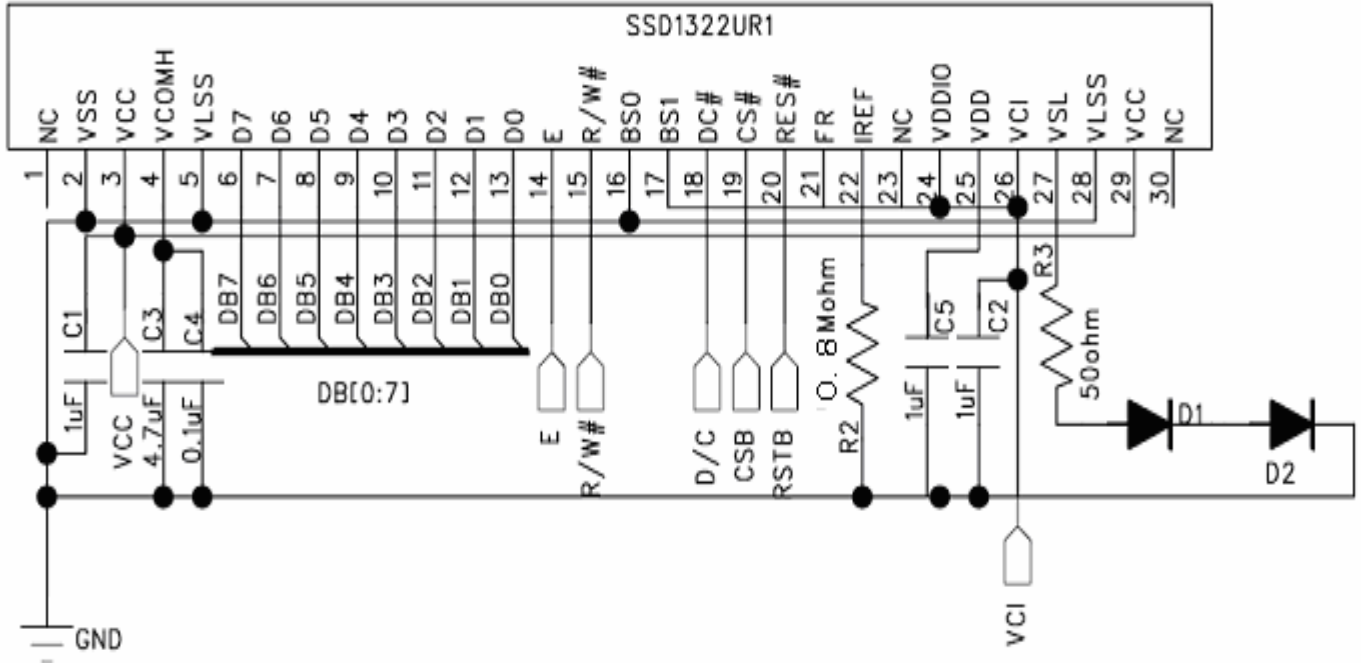 SSD1322UR1
NC
VSS
VCC
VCOMH
VLSS
D7
D6
D5
D4
D3
D2
D1
D0
E
R/W#
BS0
BS1
DC#
CS#
RES#
FR
IREF
NC
VDDIO
VDD
VCI
VSL
VLSS
VCC
NC
1
2
3
4
5
6
7
8
9
10
11
12
13
14
15
16
17
18
19
20
21
22
23
24
25
26
27
28
29
30
C1
1uF
VCC
C3
4.7uF
C4
0.1uF
DB7
DB6
DB5
DB4
DB3
DB2
DB1
DB0
DB[0:7]
E
R/W#
D/C
CSB
RSTB
0.8Mohm
R2
C5
1uF
C2
1uF
R3
50ohm
D1
D2
VCI
GND